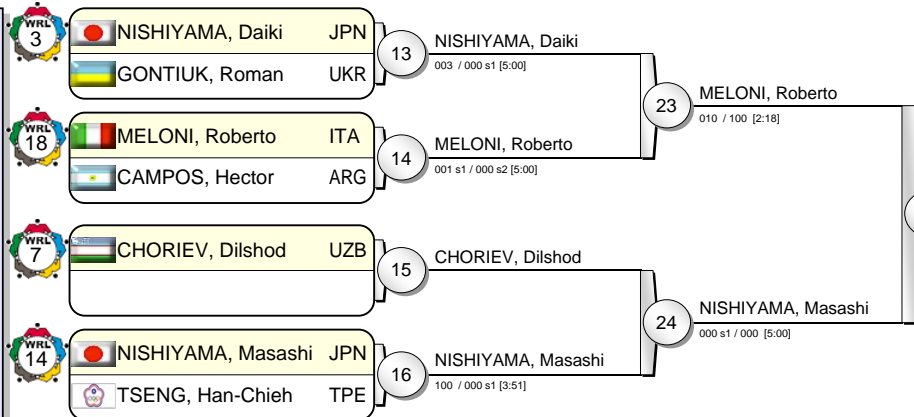 WRL
3
NISHIYAMA, Daiki JPN
GONTIUK, Roman UKR
13
NISHIYAMA, Daiki
003 / 000 s1 [5:00]
WRL
18
MELONI, Roberto ITA
CAMPOS, Hector ARG
14
MELONI, Roberto
001 s1 / 000 s2 [5:00]
23
MELONI, Roberto
010 / 100 [2:18]
WRL
7
CHORIEV, Dilshod UZB
15
CHORIEV, Dilshod
WRL
14
NISHIYAMA, Masashi JPN
TSENG, Han-Chieh TPE
16
NISHIYAMA, Masashi
100 / 000 s1 [3:51]
24
NISHIYAMA, Masashi
000 s1 / 000 [5:00]